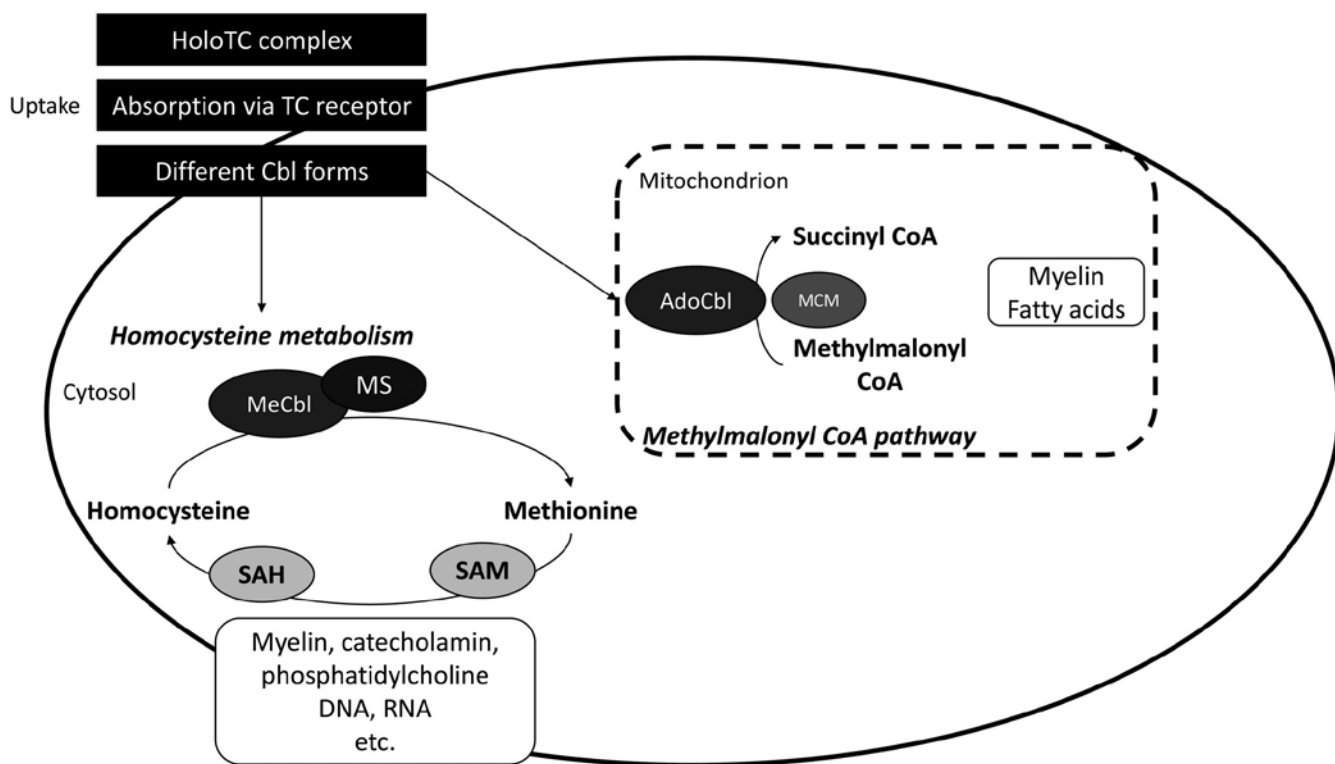 HoloTC complex
Uptake
Absorption via TC receptor
Different Cbl forms
Homocysteine metabolism
Cytosol
MeCbl
MS
Homocysteine
Methionine
SAH
SAM
Myelin, catecholamin,
phosphatidylcholine
DNA, RNA
etc.
Mitochondrion
Succinyl CoA
AdoCbl
MCM
Methylmalonyl
CoA
Myelin
Fatty acids
Methylmalonyl CoA pathway